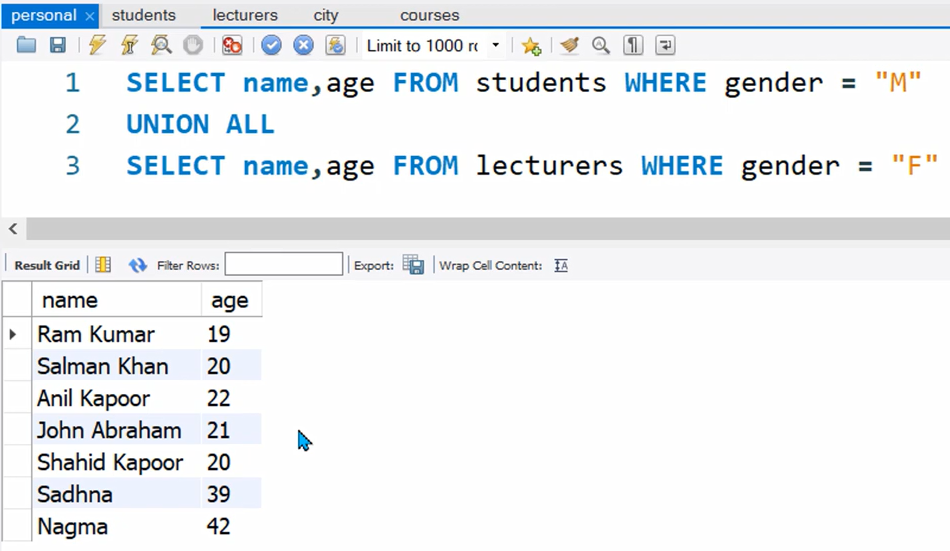 personal × students lecturers city courses
Limit to 1000 rc
1 SELECT name,age FROM students WHERE gender = "M"
2 UNION ALL
3 SELECT name,age FROM lecturers WHERE gender = "F"
Result Grid Filter Rows: Export: Wrap Cell Content: IA
name age
Ram Kumar 19
Salman Khan 20
Anil Kapoor 22
John Abraham 21
Shahid Kapoor 20
Sadhna 39
Nagma 42